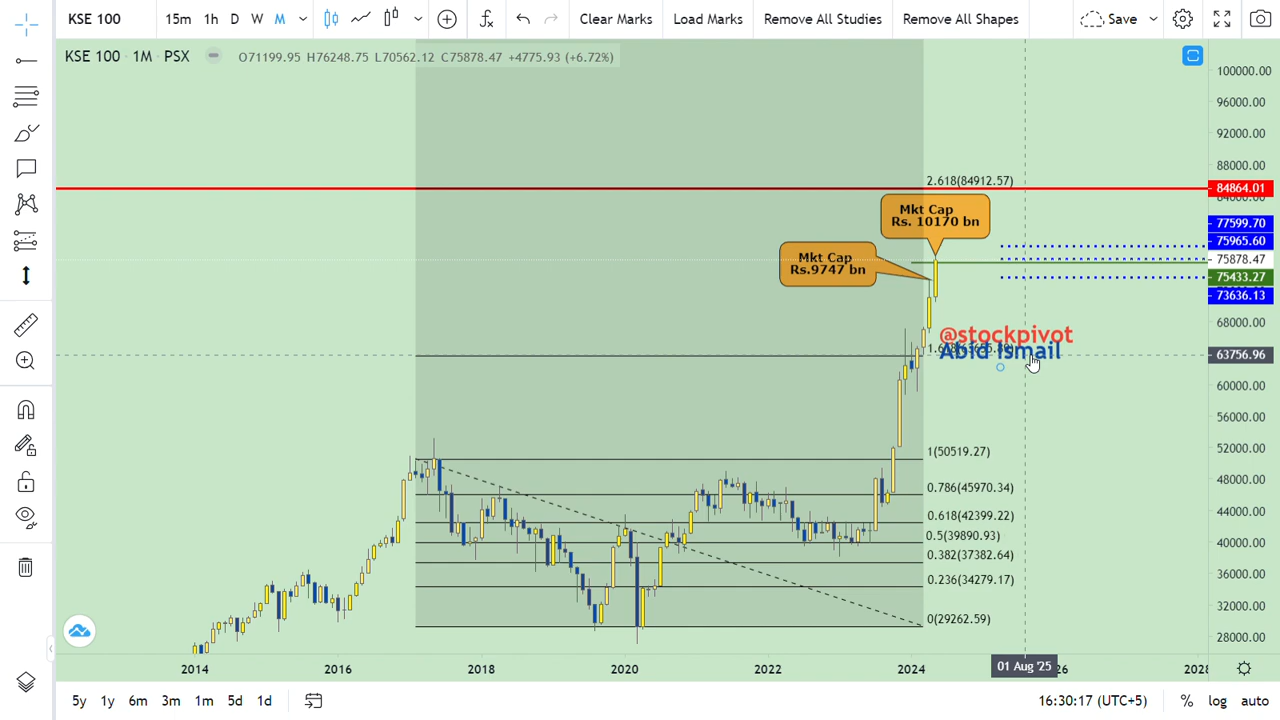 KSE 100
15m 1h D W M
Clear Marks
Load Marks
Remove All Studies
Remove All Shapes
Save
KSE 100 · 1M · PSX
O71199.95 H76248.75 L70562.12 C75878.47 +4775.93 (+6.72%)
100000.00
96000.00
92000.00
88000.00
2.618(84912.57)
84864.01
84000.00
Mkt Cap
Rs. 10170 bn
77599.70
75965.60
Mkt Cap
Rs.9747 bn
75878.47
75433.27
73636.13
68000.00
@stockpivot
Abid Ismail
63756.96
60000.00
56000.00
1(50519.27)
52000.00
48000.00
0.786(45970.34)
44000.00
0.618(42399.22)
0.5(39890.93)
40000.00
0.382(37382.64)
36000.00
0.236(34279.17)
32000.00
0(29262.59)
28000.00
2014 2016 2018 2020 2022 2024 01 Aug '25 26 2028
5y 1y 6m 3m 1m 5d 1d
16:30:17 (UTC+5)
% log auto